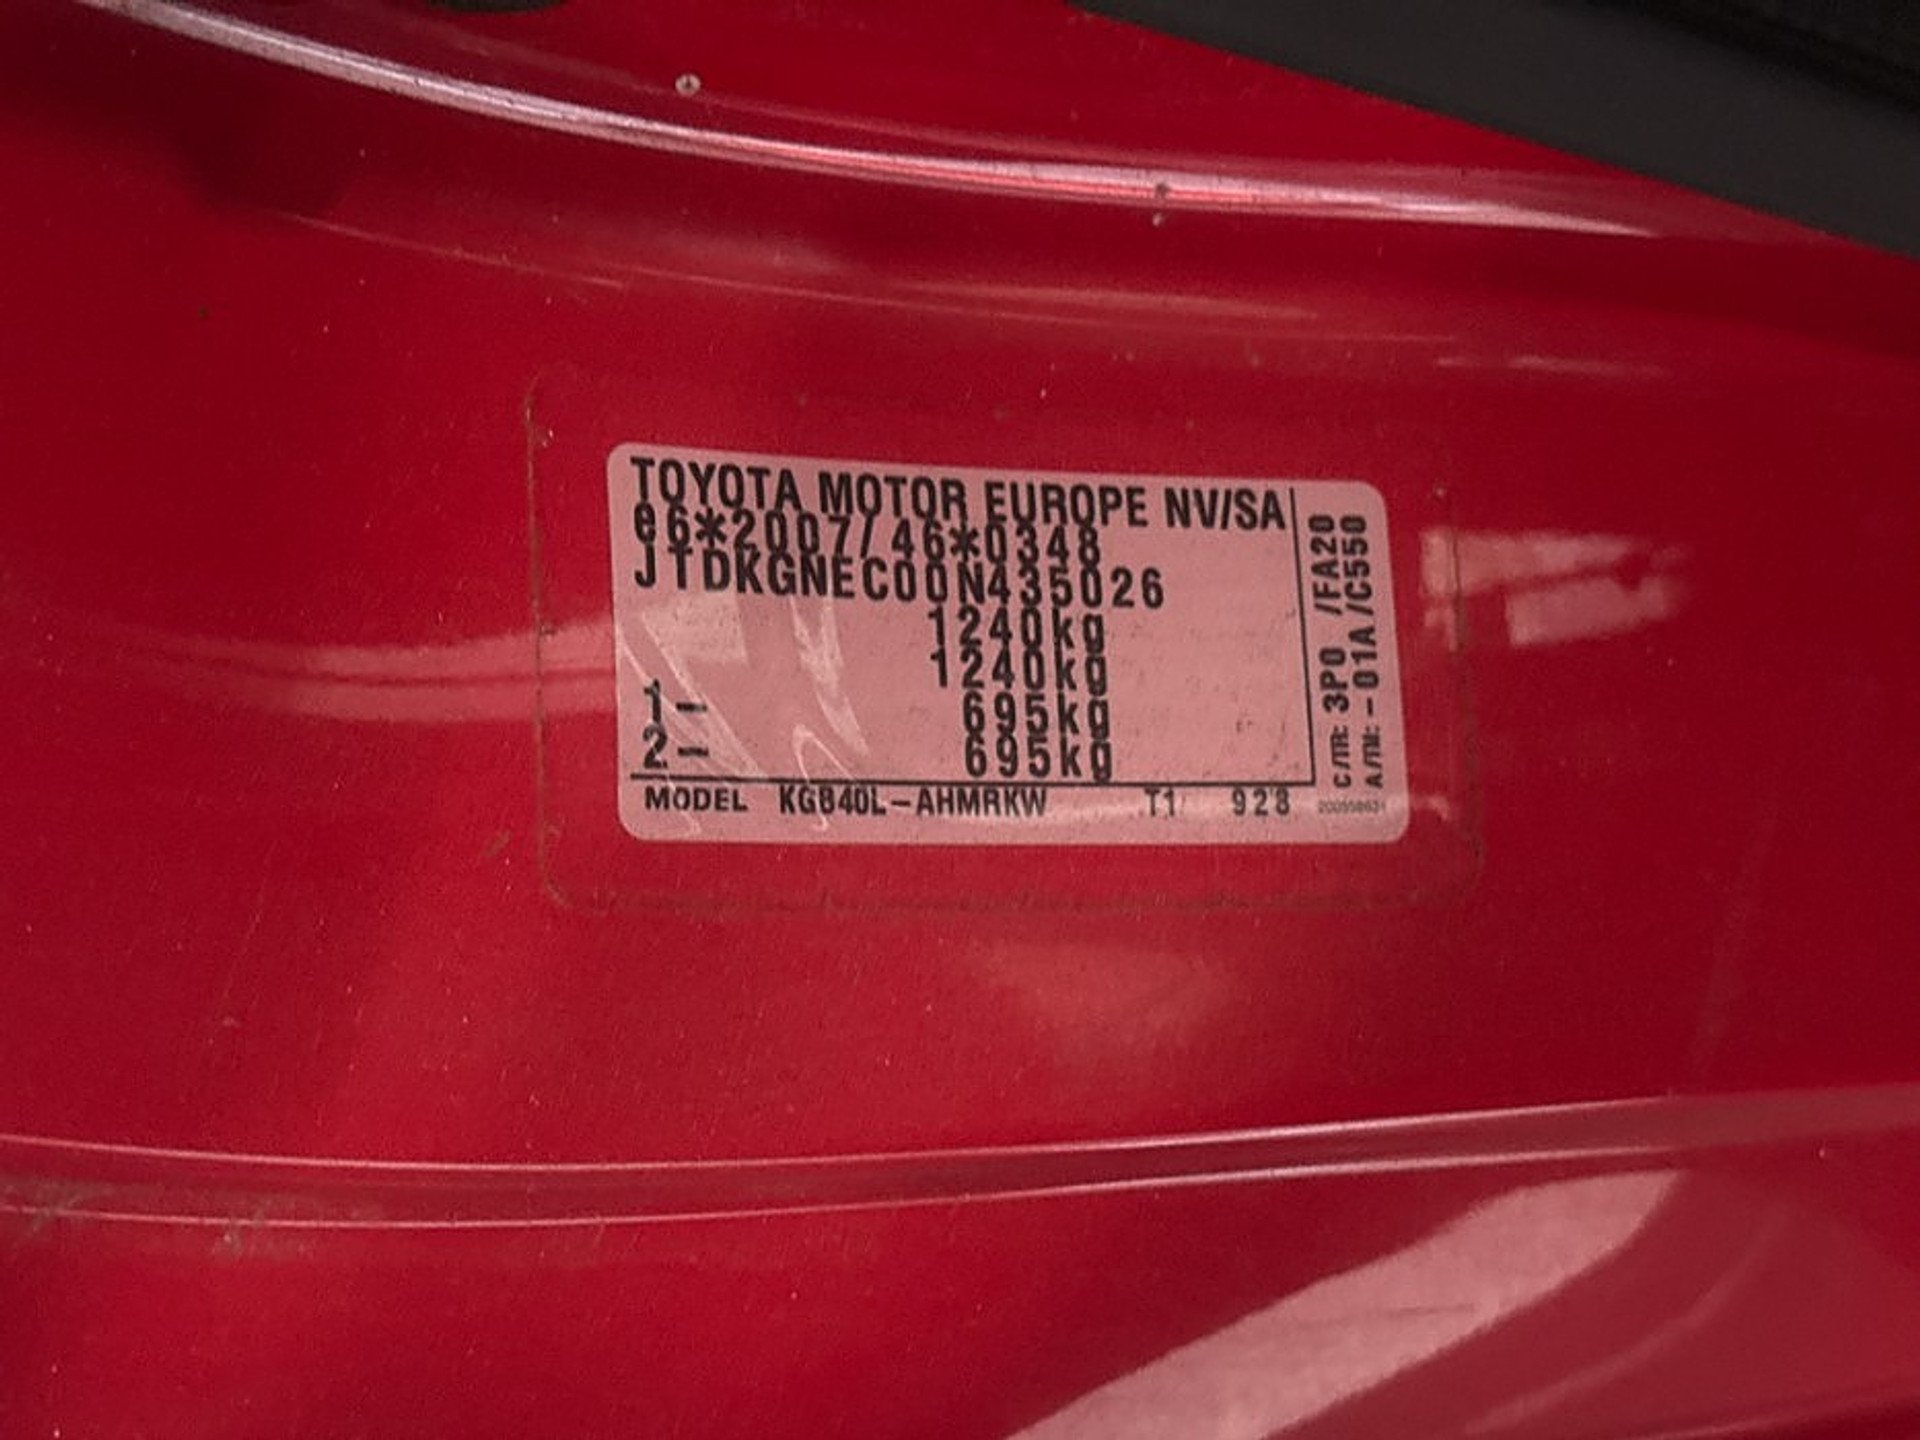 TOYOTA MOTOR EUROPE NV/SA
e6*2007/46*0348
JTDKGNEC00N435026
1240kg
1240kg
1- 695kg
2- 695kg
MODEL KGB40L-AHMRKW T1 928
C/TR: 3P0 /FA20
A/TM: -01A/C550